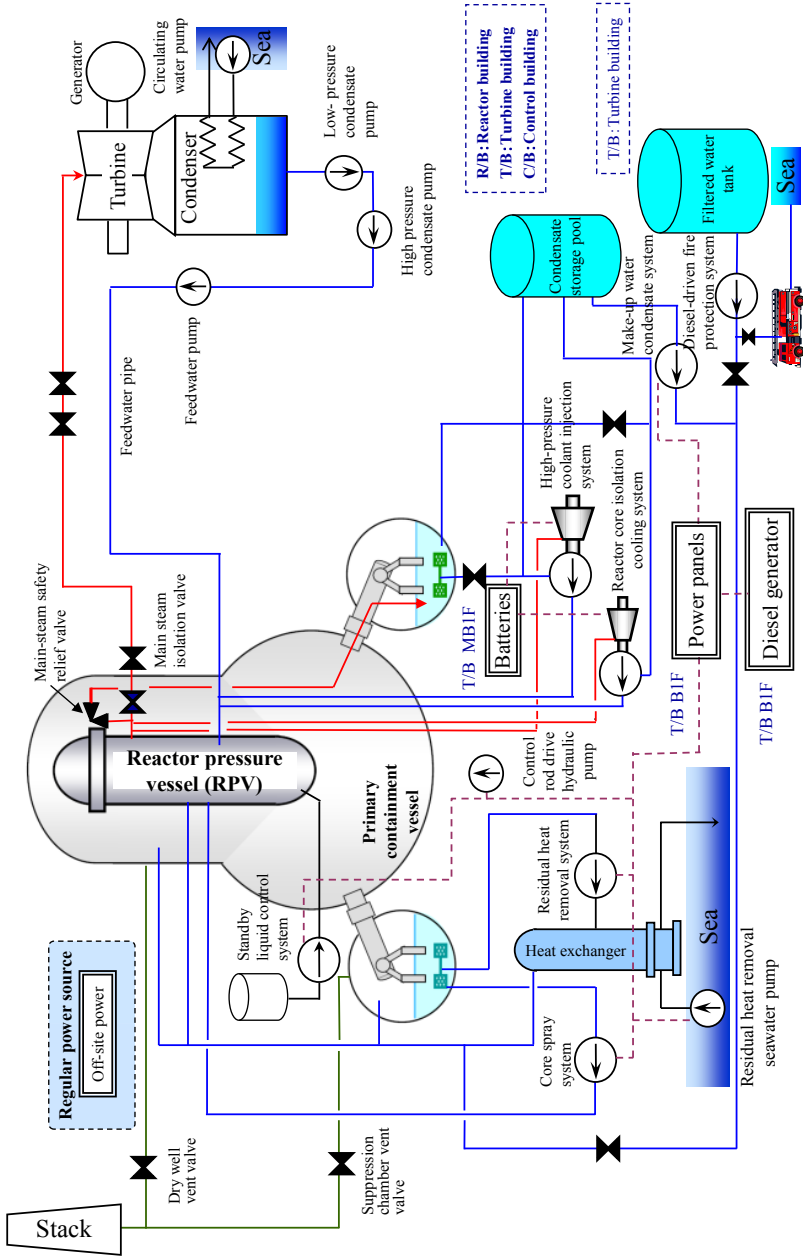 Stack
Dry well
vent valve
Suppression
chamber vent
valve
Regular power source
Off-site power
Standby
liquid control
system
Core spray
system
Residual heat
removal system
Heat exchanger
Sea
Residual heat removal
seawater pump
Reactor pressure
vessel (RPV)
Primary
containment
vessel
Control
rod drive
hydraulic
pump
Main-steam safety
relief valve
Main steam
isolation valve
Feedwater pipe
Feedwater pump
T/B MB1F
Batteries
High-pressure
coolant injection
system
Reactor core isolation
cooling system
T/B B1F
Power panels
T/B B1F
Diesel generator
Generator
Turbine
Circulating
water pump
Sea
Condenser
Low- pressure
condensate
pump
High pressure
condensate pump
Condensate
storage pool
Make-up water
condensate system
Diesel-driven fire
protection system
Filtered water
tank
Sea
R/B: Reactor building
T/B: Turbine building
C/B: Control building
T/B: Turbine building